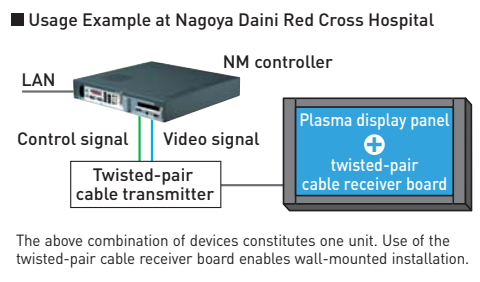 ■ Usage Example at Nagoya Daini Red Cross Hospital
NM controller
LAN
Control signal
Video signal
Twisted-pair
cable transmitter
Plasma display panel
+
twisted-pair
cable receiver board
The above combination of devices constitutes one unit. Use of the
twisted-pair cable receiver board enables wall-mounted installation.